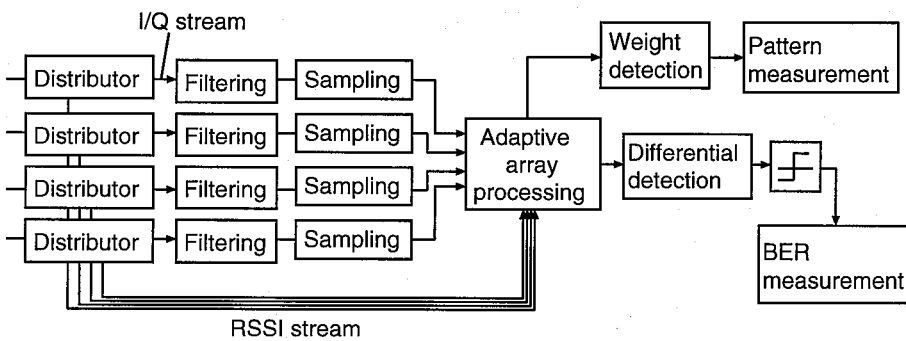 I/Q stream
Distributor
Filtering
Sampling
Distributor
Filtering
Sampling
Distributor
Filtering
Sampling
Distributor
Filtering
Sampling
Adaptive
array
processing
Weight
detection
Pattern
measurement
Differential
detection
BER
measurement
RSSI stream